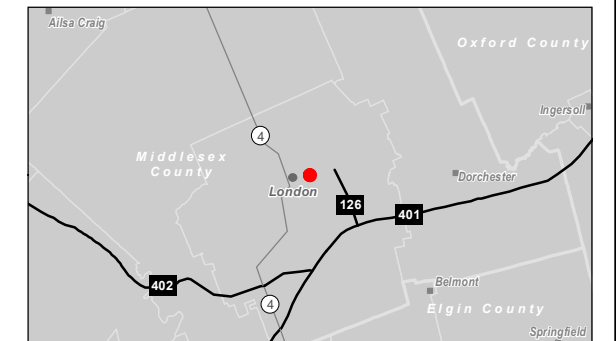 Ailsa Craig
Oxford County
Ingersoll
4
Middlesex
County
London
Dorchester
126
401
402
Belmont
4
Elgin County
Springfield